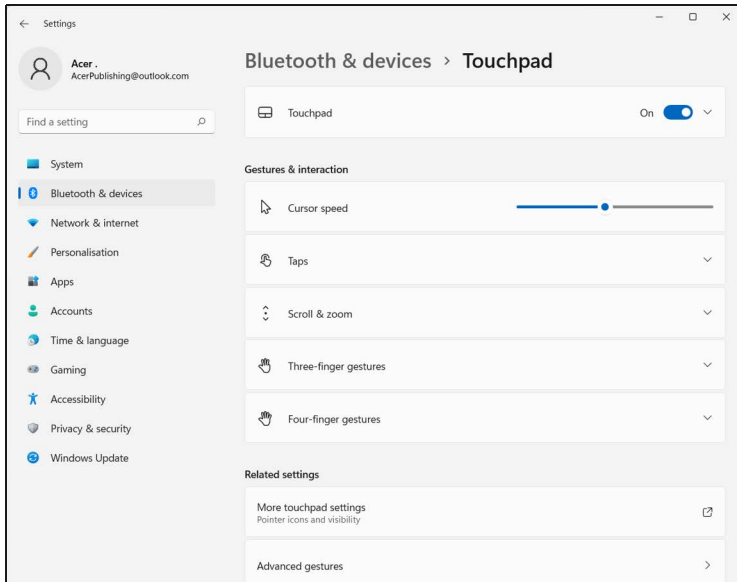 Settings
Acer .
AcerPublishing@outlook.com
Find a setting
System
Bluetooth & devices
Network & internet
Personalisation
Apps
Accounts
Time & language
Gaming
Accessibility
Privacy & security
Windows Update
Bluetooth & devices > Touchpad
Touchpad On
Gestures & interaction
Cursor speed
Taps
Scroll & zoom
Three-finger gestures
Four-finger gestures
Related settings
More touchpad settings
Pointer icons and visibility
Advanced gestures